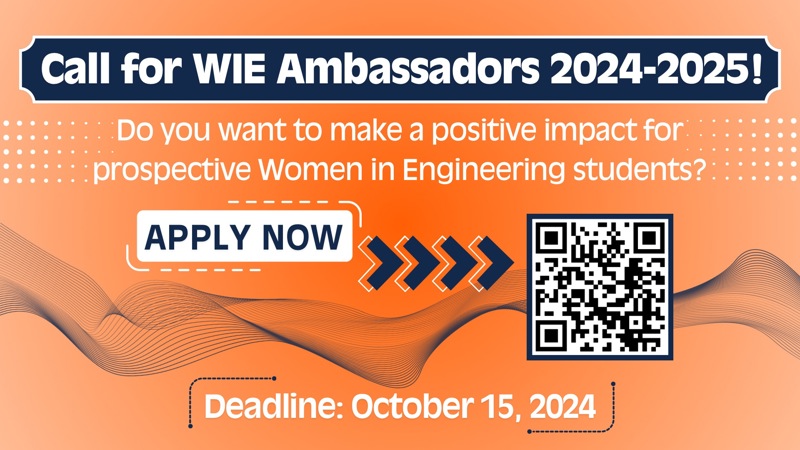 Call for WIE Ambassadors 2024-2025!
Do you want to make a positive impact for
prospective Women in Engineering students?
APPLY NOW
Deadline: October 15, 2024